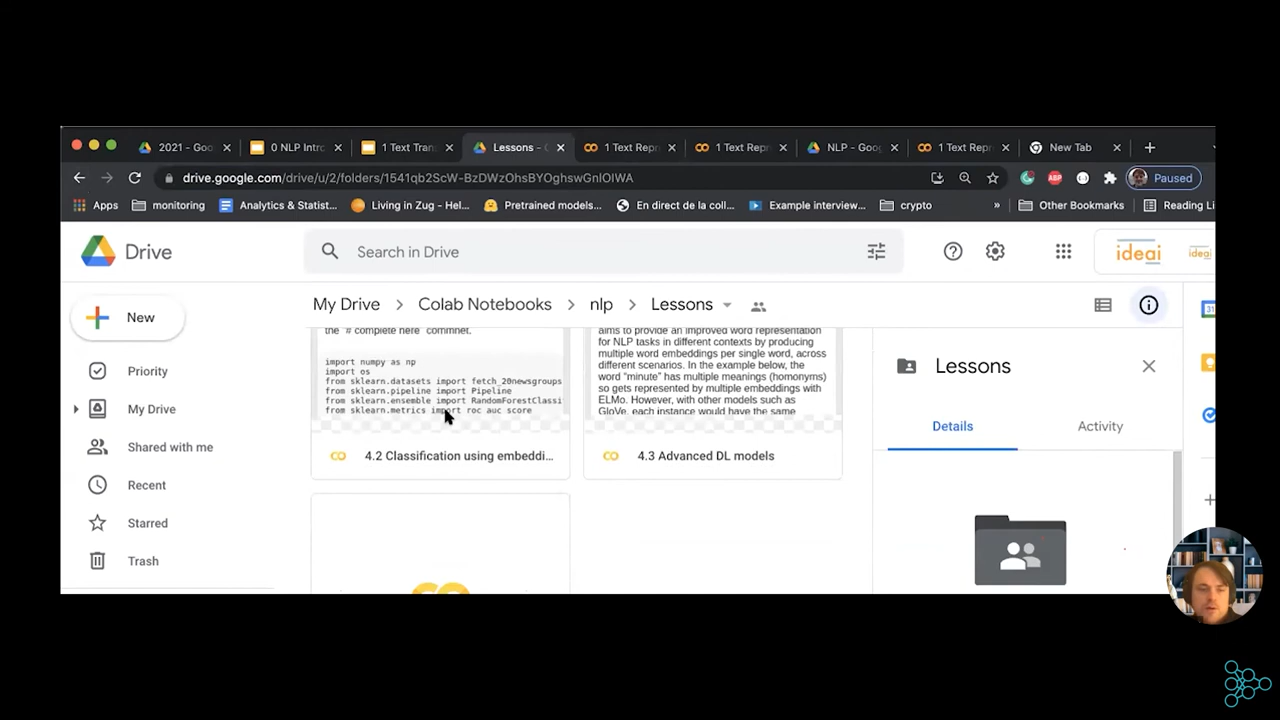 2021 - Goo
0 NLP Intro
1 Text Tran
Lessons - G
1 Text Repr
1 Text Repr
NLP - Goog
1 Text Repr
New Tab
drive.google.com/drive/u/2/folders/1541qb2ScW-BzDWzOhsBYOghswGnIOIWA
ABP
Paused
Apps
monitoring
Analytics & Statist...
Living in Zug - Hel...
Pretrained models...
En direct de la coll...
Example interview...
crypto
»
Other Bookmarks
Reading Li
Drive
Search in Drive
ideai
ideai
New
My Drive > Colab Notebooks > nlp > Lessons
Priority
My Drive
Shared with me
Recent
Starred
Trash
the "# complete here" commnet.
import numpy as np
import os
from sklearn.datasets import fetch_20newsgroups
from sklearn.pipeline import Pipeline
from sklearn.ensemble import RandomForestClassi
from sklearn.metrics import roc_auc_score
4.2 Classification using embeddi...
aims to provide an improved word representation
for NLP tasks in different contexts by producing
multiple word embeddings per single word, across
different scenarios. In the example below, the
word “minute” has multiple meanings (homonyms)
so gets represented by multiple embeddings with
ELMo. However, with other models such as
GloVe, each instance would have the same
4.3 Advanced DL models
Lessons
Details
Activity
31